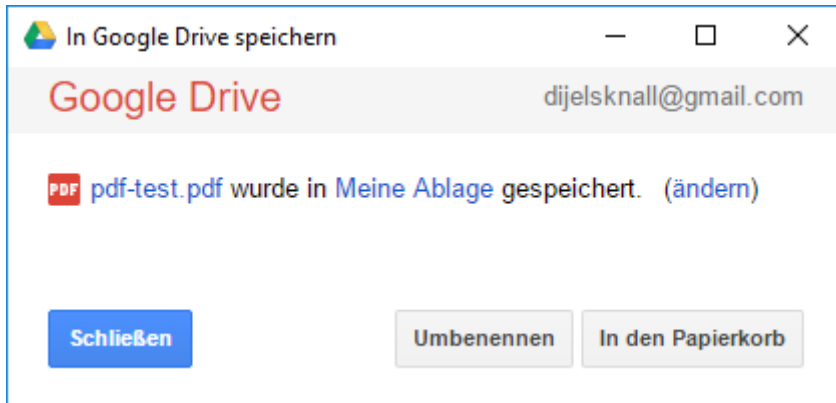 In Google Drive speichern
Google Drive dijelsknall@gmail.com
PDF pdf-test.pdf wurde in Meine Ablage gespeichert. (ändern)
Schließen Umbenennen In den Papierkorb